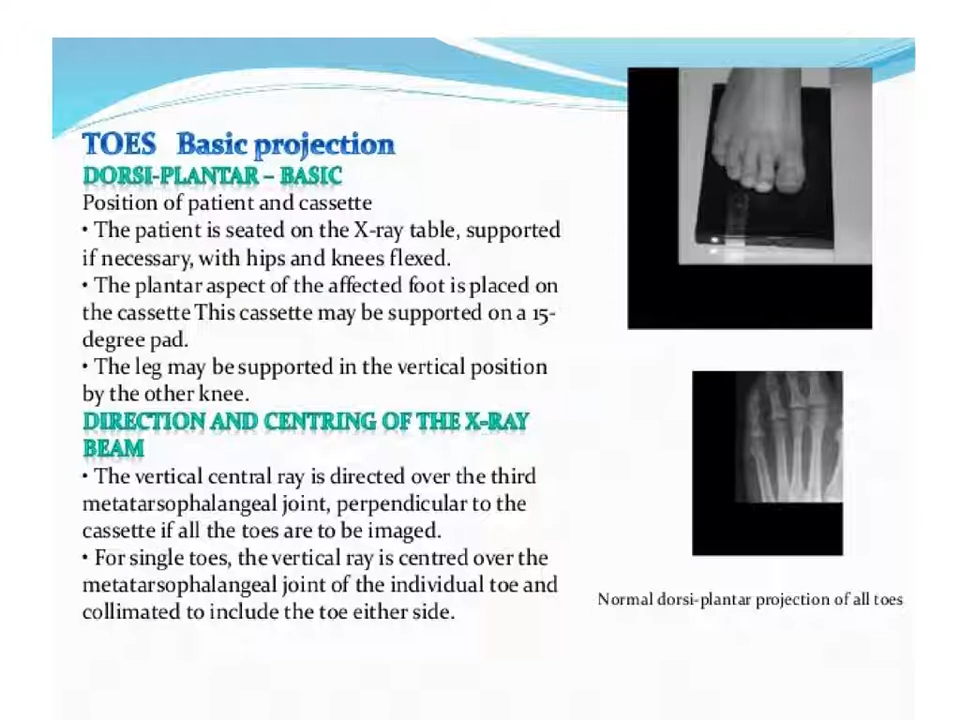 TOES Basic projection
DORSI-PLANTAR – BASIC
Position of patient and cassette
• The patient is seated on the X-ray table, supported
if necessary, with hips and knees flexed.
• The plantar aspect of the affected foot is placed on
the cassette This cassette may be supported on a 15-
degree pad.
• The leg may be supported in the vertical position
by the other knee.
DIRECTION AND CENTRING OF THE X-RAY
BEAM
• The vertical central ray is directed over the third
metatarsophalangeal joint, perpendicular to the
cassette if all the toes are to be imaged.
• For single toes, the vertical ray is centred over the
metatarsophalangeal joint of the individual toe and
collimated to include the toe either side.
Normal dorsi-plantar projection of all toes